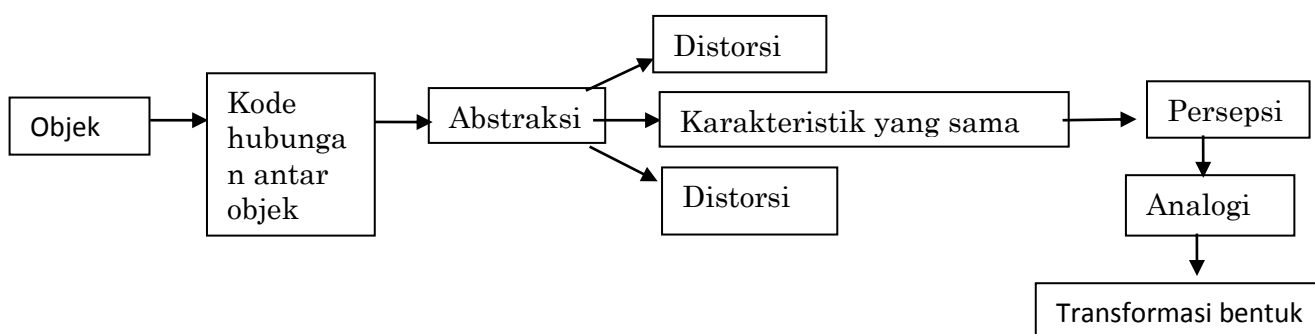 Objek
Kode
hubunga
n antar
objek
Abstraksi
Distorsi
Karakteristik yang sama
Distorsi
Persepsi
Analogi
Transformasi bentuk